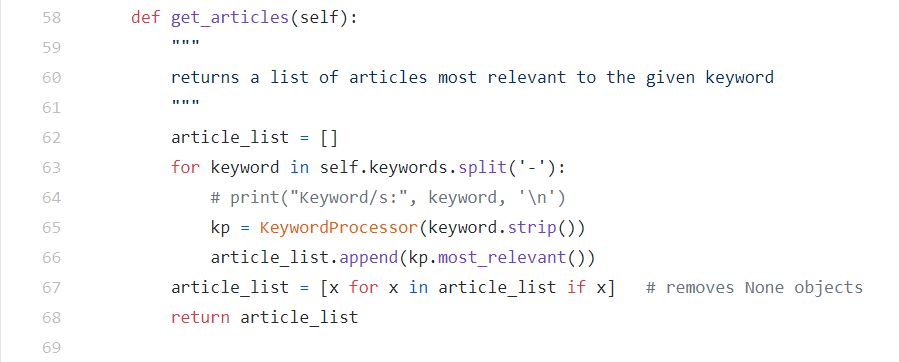 58 def get_articles(self):
59 """
60 returns a list of articles most relevant to the given keyword
61 """
62 article_list = []
63 for keyword in self.keywords.split('-'):
64 # print("Keyword/s:", keyword, '\n')
65 kp = KeywordProcessor(keyword.strip())
66 article_list.append(kp.most_relevant())
67 article_list = [x for x in article_list if x] # removes None objects
68 return article_list
69